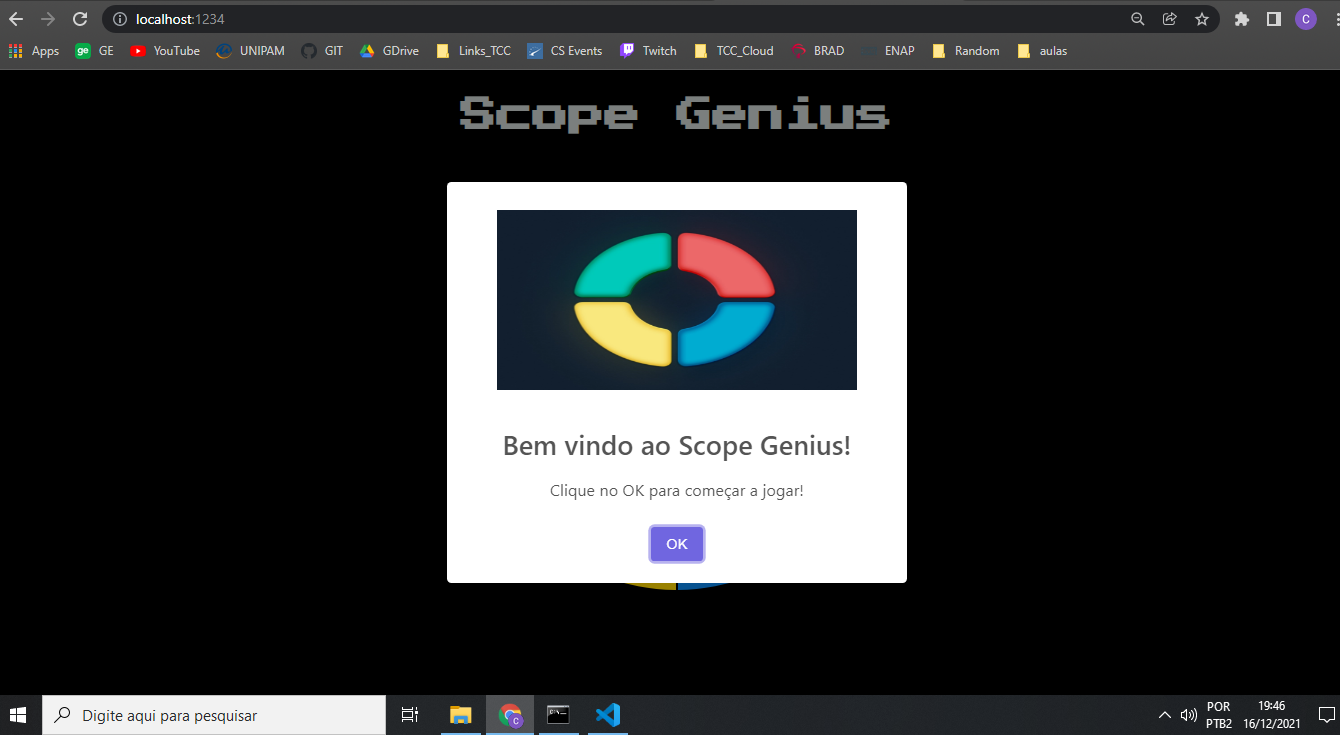 localhost:1234
C
Apps
ge GE
YouTube
UNIPAM
GIT
GDrive
Links_TCC
CS Events
Twitch
TCC_Cloud
BRAD
ENAP
Random
aulas
Scope Genius
Bem vindo ao Scope Genius!
Clique no OK para começar a jogar!
OK
Digite aqui para pesquisar
C
POR
PTB2
19:46
16/12/2021